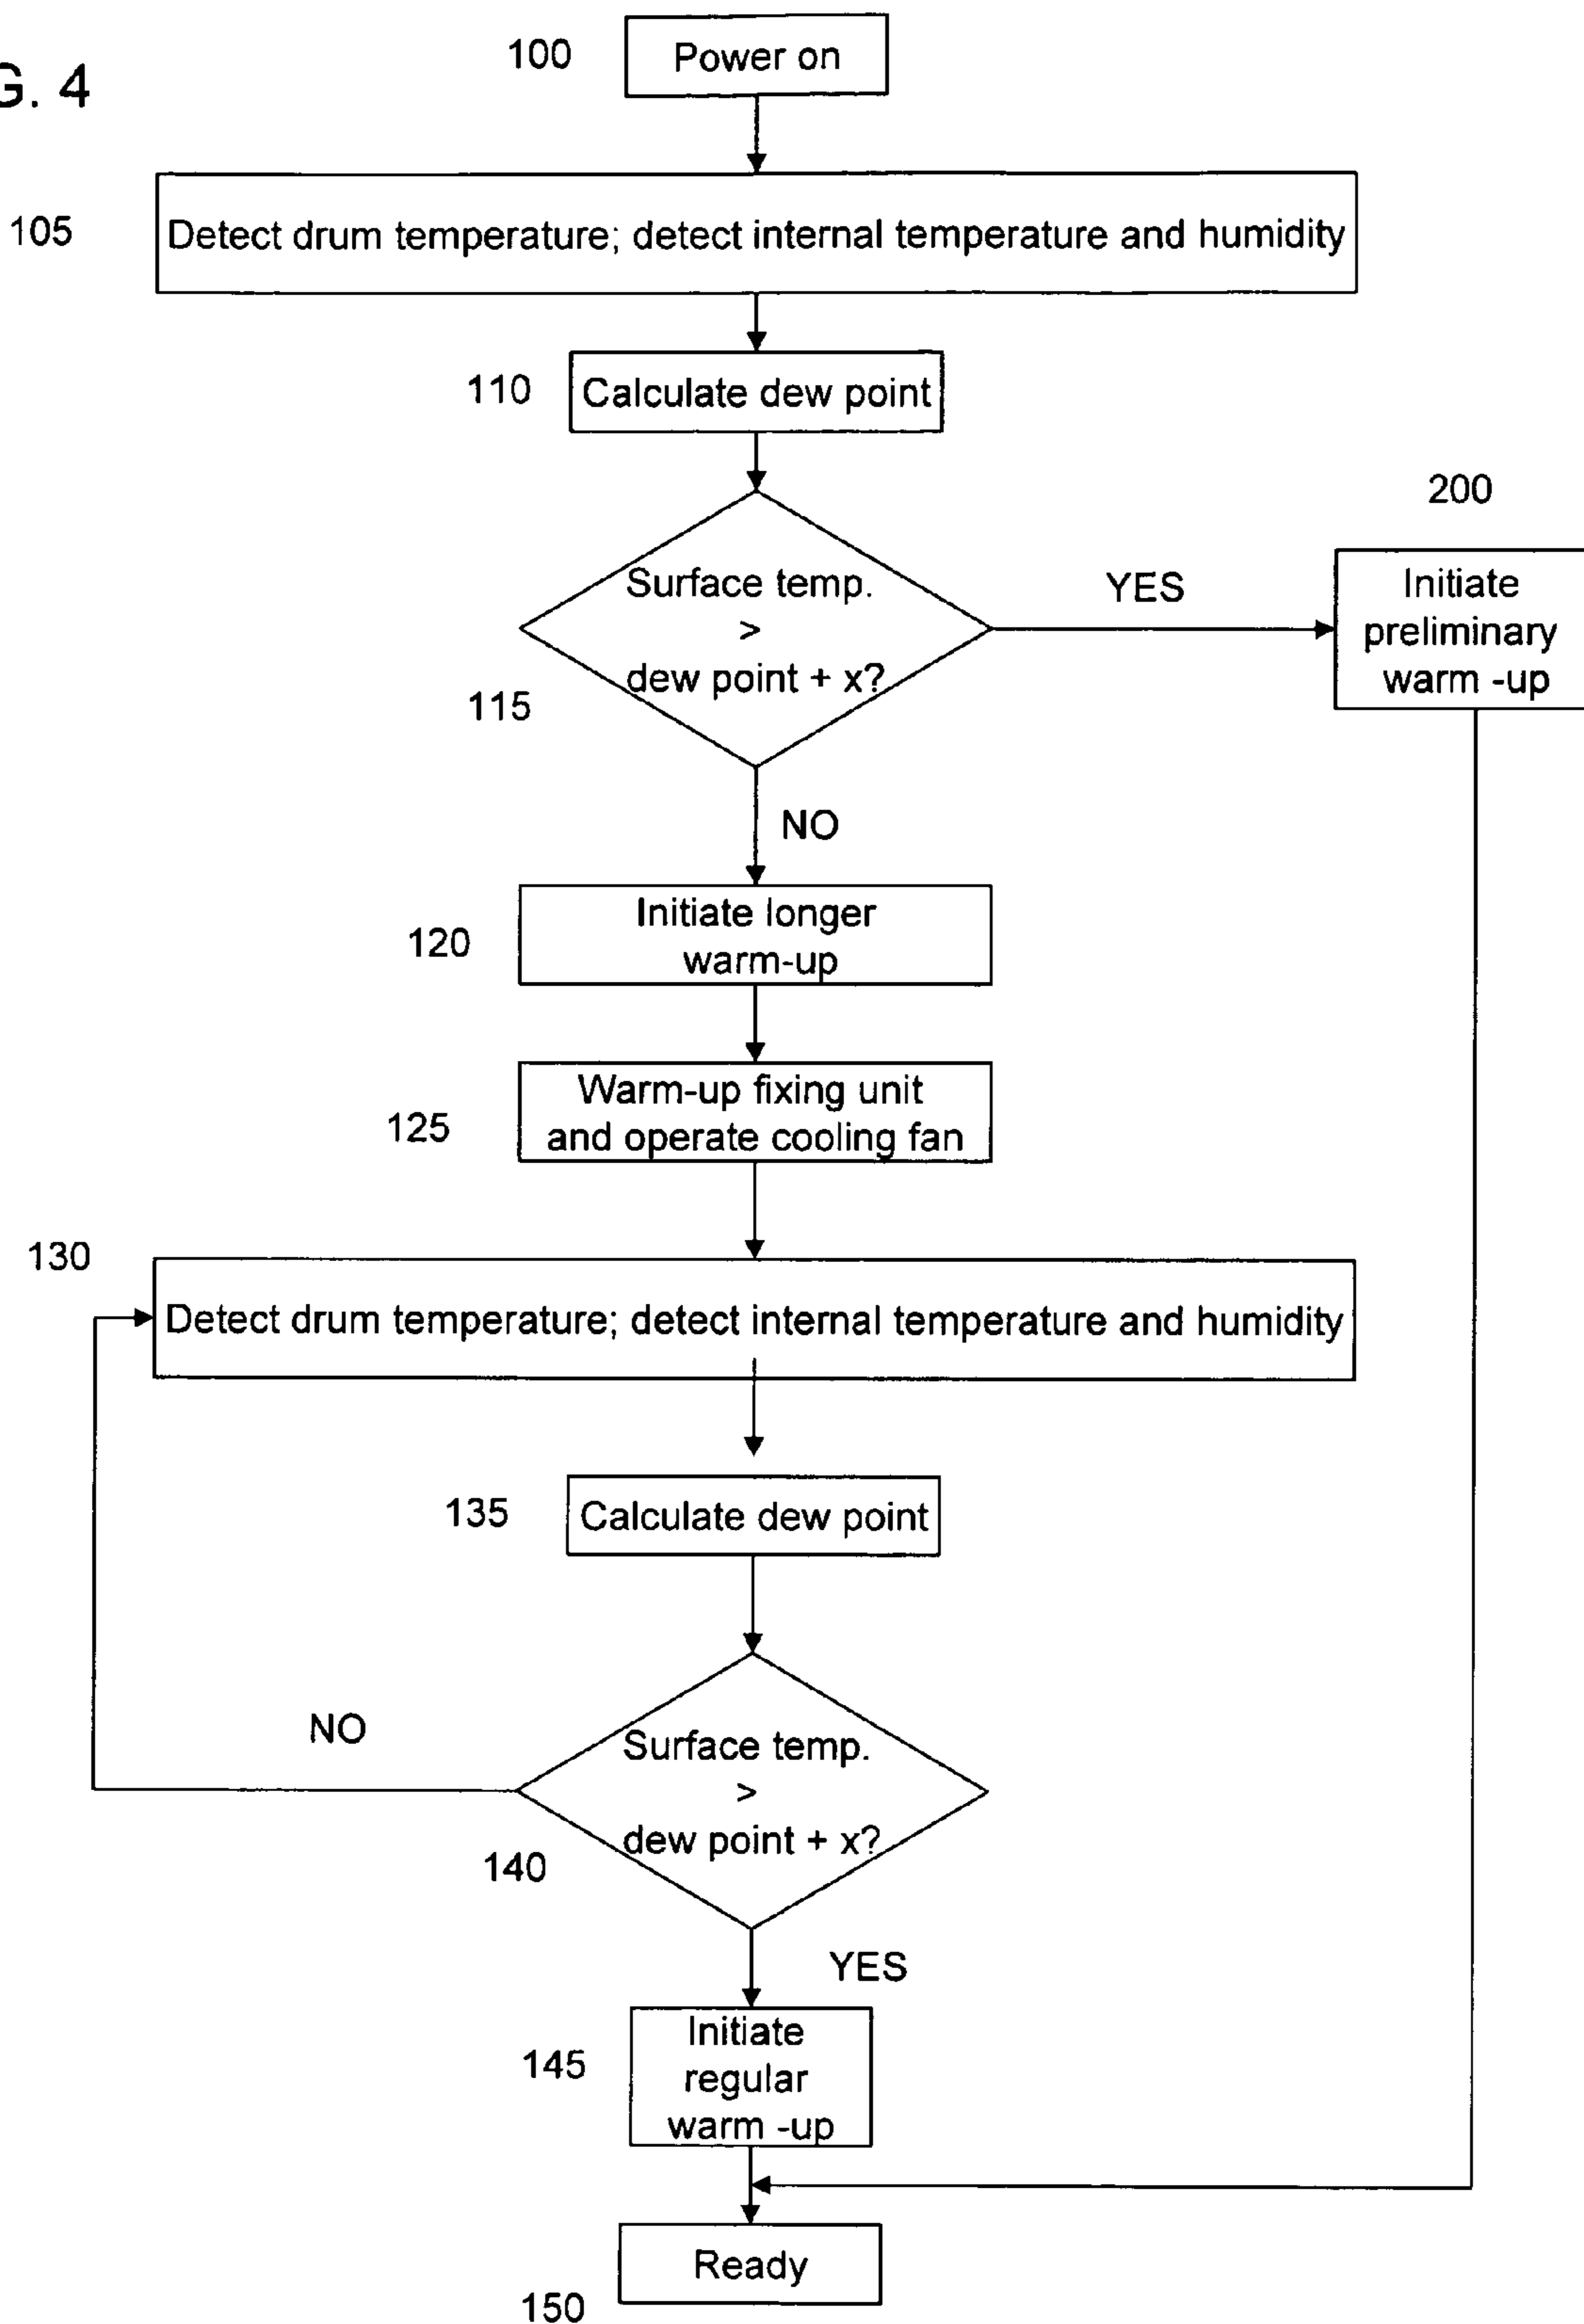 G. 4
100
Power on
105
Detect drum temperature; detect internal temperature and humidity
110
Calculate dew point
200
Surface temp.
>
dew point + x?
YES
Initiate
preliminary
warm -up
115
NO
120
Initiate longer
warm-up
125
Warm-up fixing unit
and operate cooling fan
130
Detect drum temperature; detect internal temperature and humidity
135
Calculate dew point
NO
Surface temp.
>
dew point + x?
140
YES
145
Initiate
regular
warm -up
Ready
150